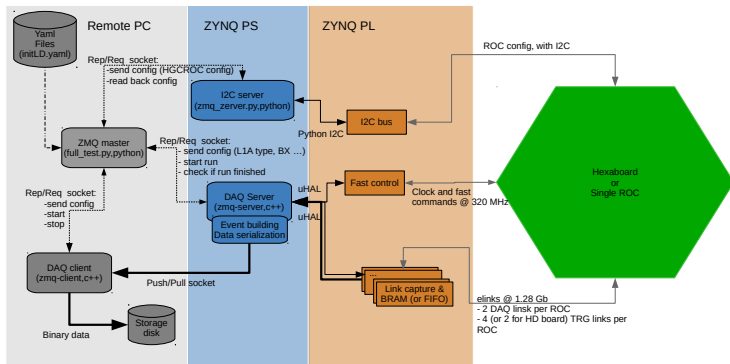 Remote PC
ZYNQ PS
ZYNQ PL
Yaml
Files
(initLD.yaml)
Rep/Req socket:
-send config (HGCROC config)
-read back config
I2C server
(zmq_zerver.py,python)
Python I2C
I2C bus
ROC config, with I2C
ZMQ master
(full_test.py,python)
Rep/Req socket:
- send config (L1A type, BX ...)
- start run
- check if run finished
Rep/Req socket:
-send config
-start
-stop
uHAL
Fast control
Clock and fast
commands @ 320 MHz
Hexaboard
or
Single ROC
DAQ Server
(zmq-server,c++)
uHAL
Event building
Data serialization
DAQ client
(zmq-client,c++)
Push/Pull socket
...
Link capture &
BRAM (or FIFO)
elinks @ 1.28 Gb
- 2 DAQ linsk per ROC
- 4 (or 2 for HD board) TRG links per
ROC
Binary data
Storage
disk